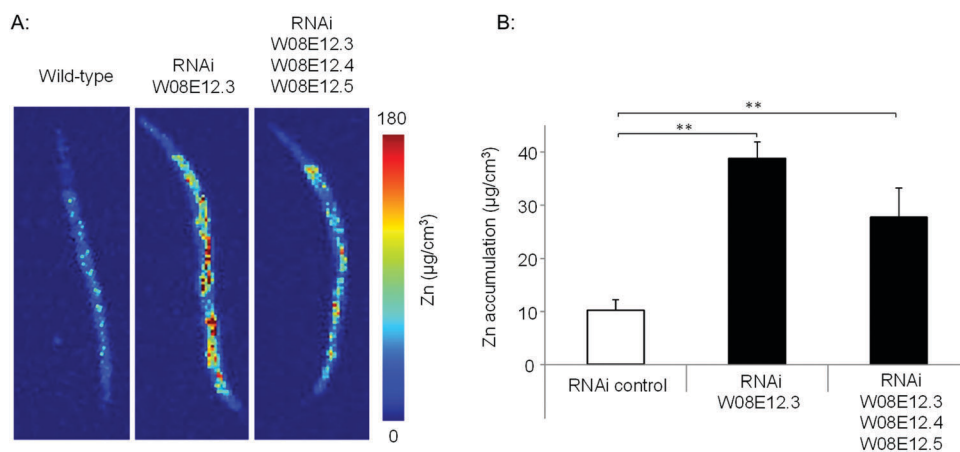 A:
Wild-type
RNAi
W08E12.3
RNAi
W08E12.3
W08E12.4
W08E12.5
180
0
Zn (µg/cm³)
B:
Zn accumulation (µg/cm³)
40
30
20
10
0
**
**
RNAi control
RNAi
W08E12.3
RNAi
W08E12.3
W08E12.4
W08E12.5